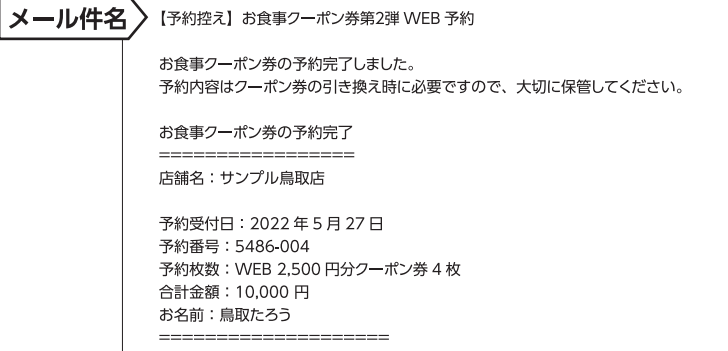 メール件名
【予約控え】お食事クーポン券第2弾 WEB 予約
お食事クーポン券の予約完了しました。
予約内容はクーポン券の引き換え時に必要ですので、大切に保管してください。
お食事クーポン券の予約完了
=================
店舗名：サンプル鳥取店
予約受付日：2022 年 5 月 27 日
予約番号：5486-004
予約枚数：WEB 2,500 円分クーポン券 4 枚
合計金額：10,000 円
お名前：鳥取たろう
====================